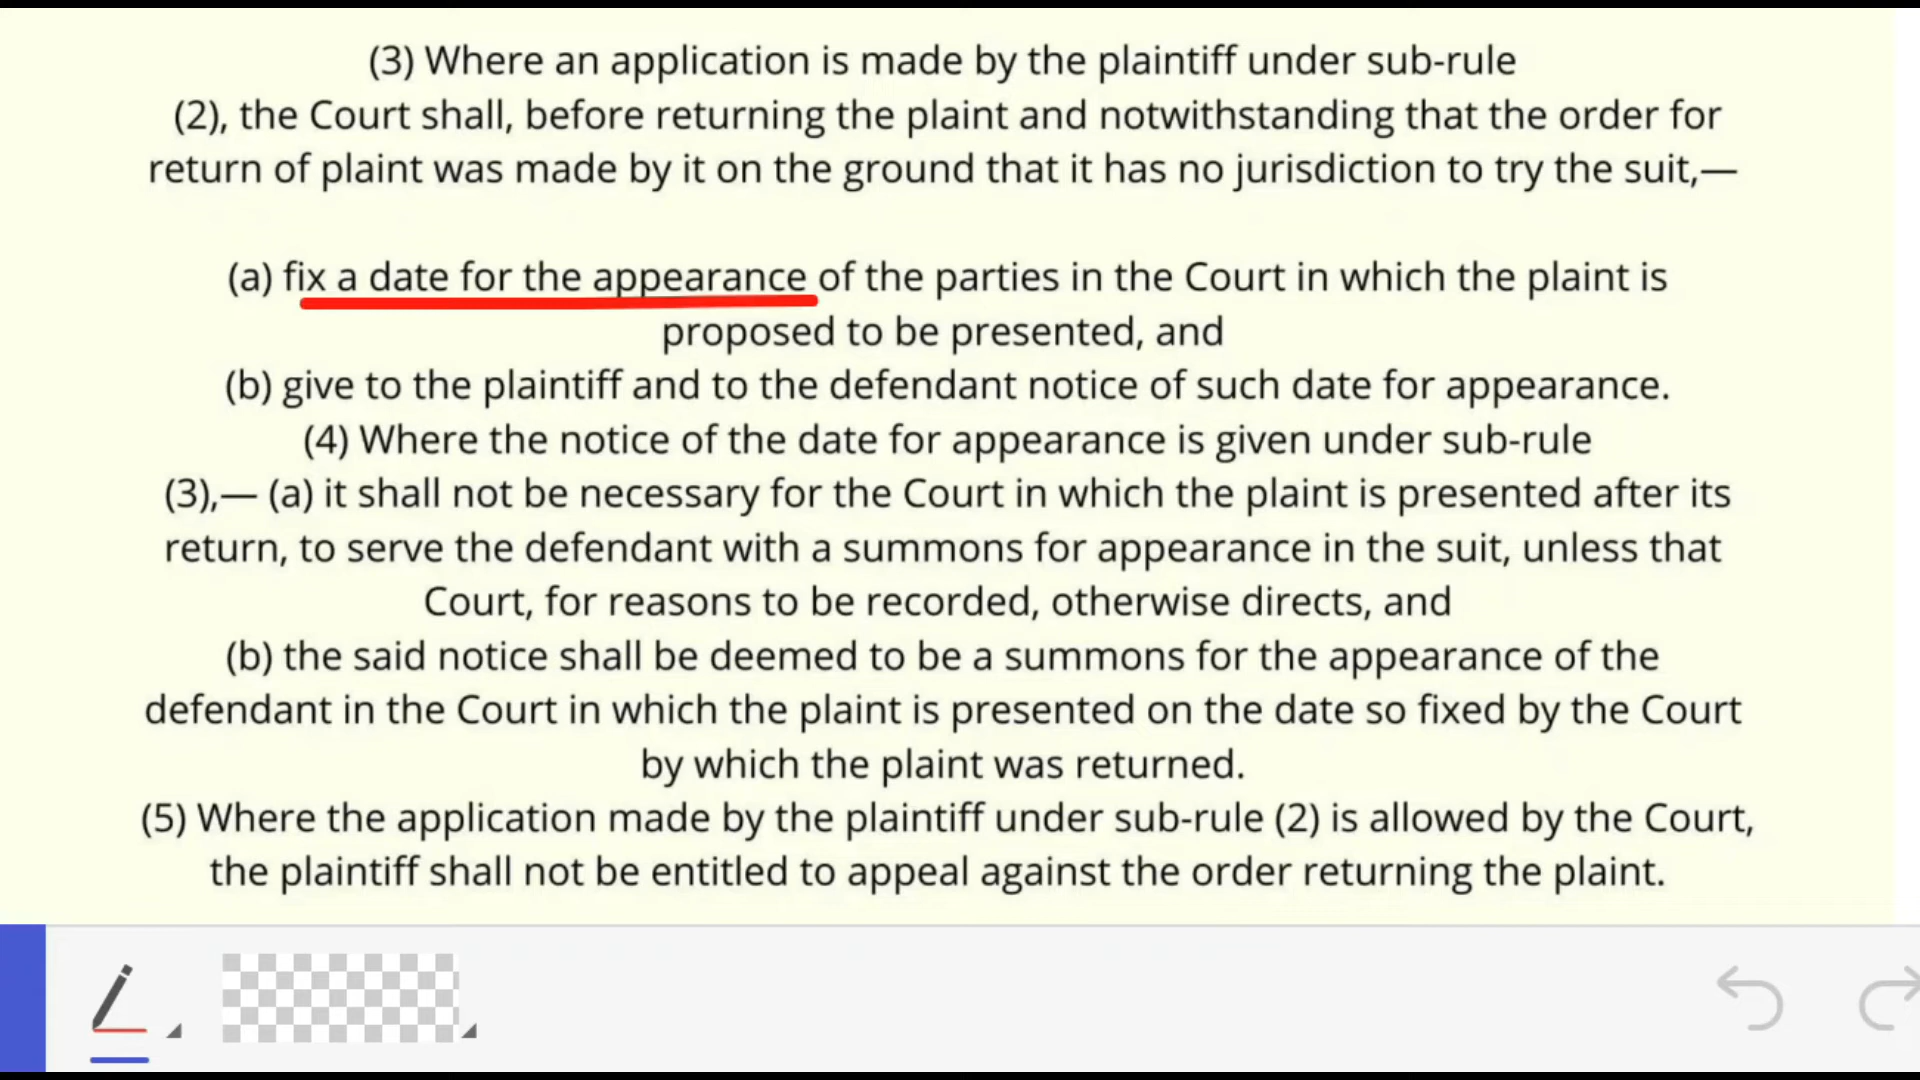 (3) Where an application is made by the plaintiff under sub-rule
(2), the Court shall, before returning the plaint and notwithstanding that the order for
return of plaint was made by it on the ground that it has no jurisdiction to try the suit,—
(a) fix a date for the appearance of the parties in the Court in which the plaint is
proposed to be presented, and
(b) give to the plaintiff and to the defendant notice of such date for appearance.
(4) Where the notice of the date for appearance is given under sub-rule
(3),— (a) it shall not be necessary for the Court in which the plaint is presented after its
return, to serve the defendant with a summons for appearance in the suit, unless that
Court, for reasons to be recorded, otherwise directs, and
(b) the said notice shall be deemed to be a summons for the appearance of the
defendant in the Court in which the plaint is presented on the date so fixed by the Court
by which the plaint was returned.
(5) Where the application made by the plaintiff under sub-rule (2) is allowed by the Court,
the plaintiff shall not be entitled to appeal against the order returning the plaint.